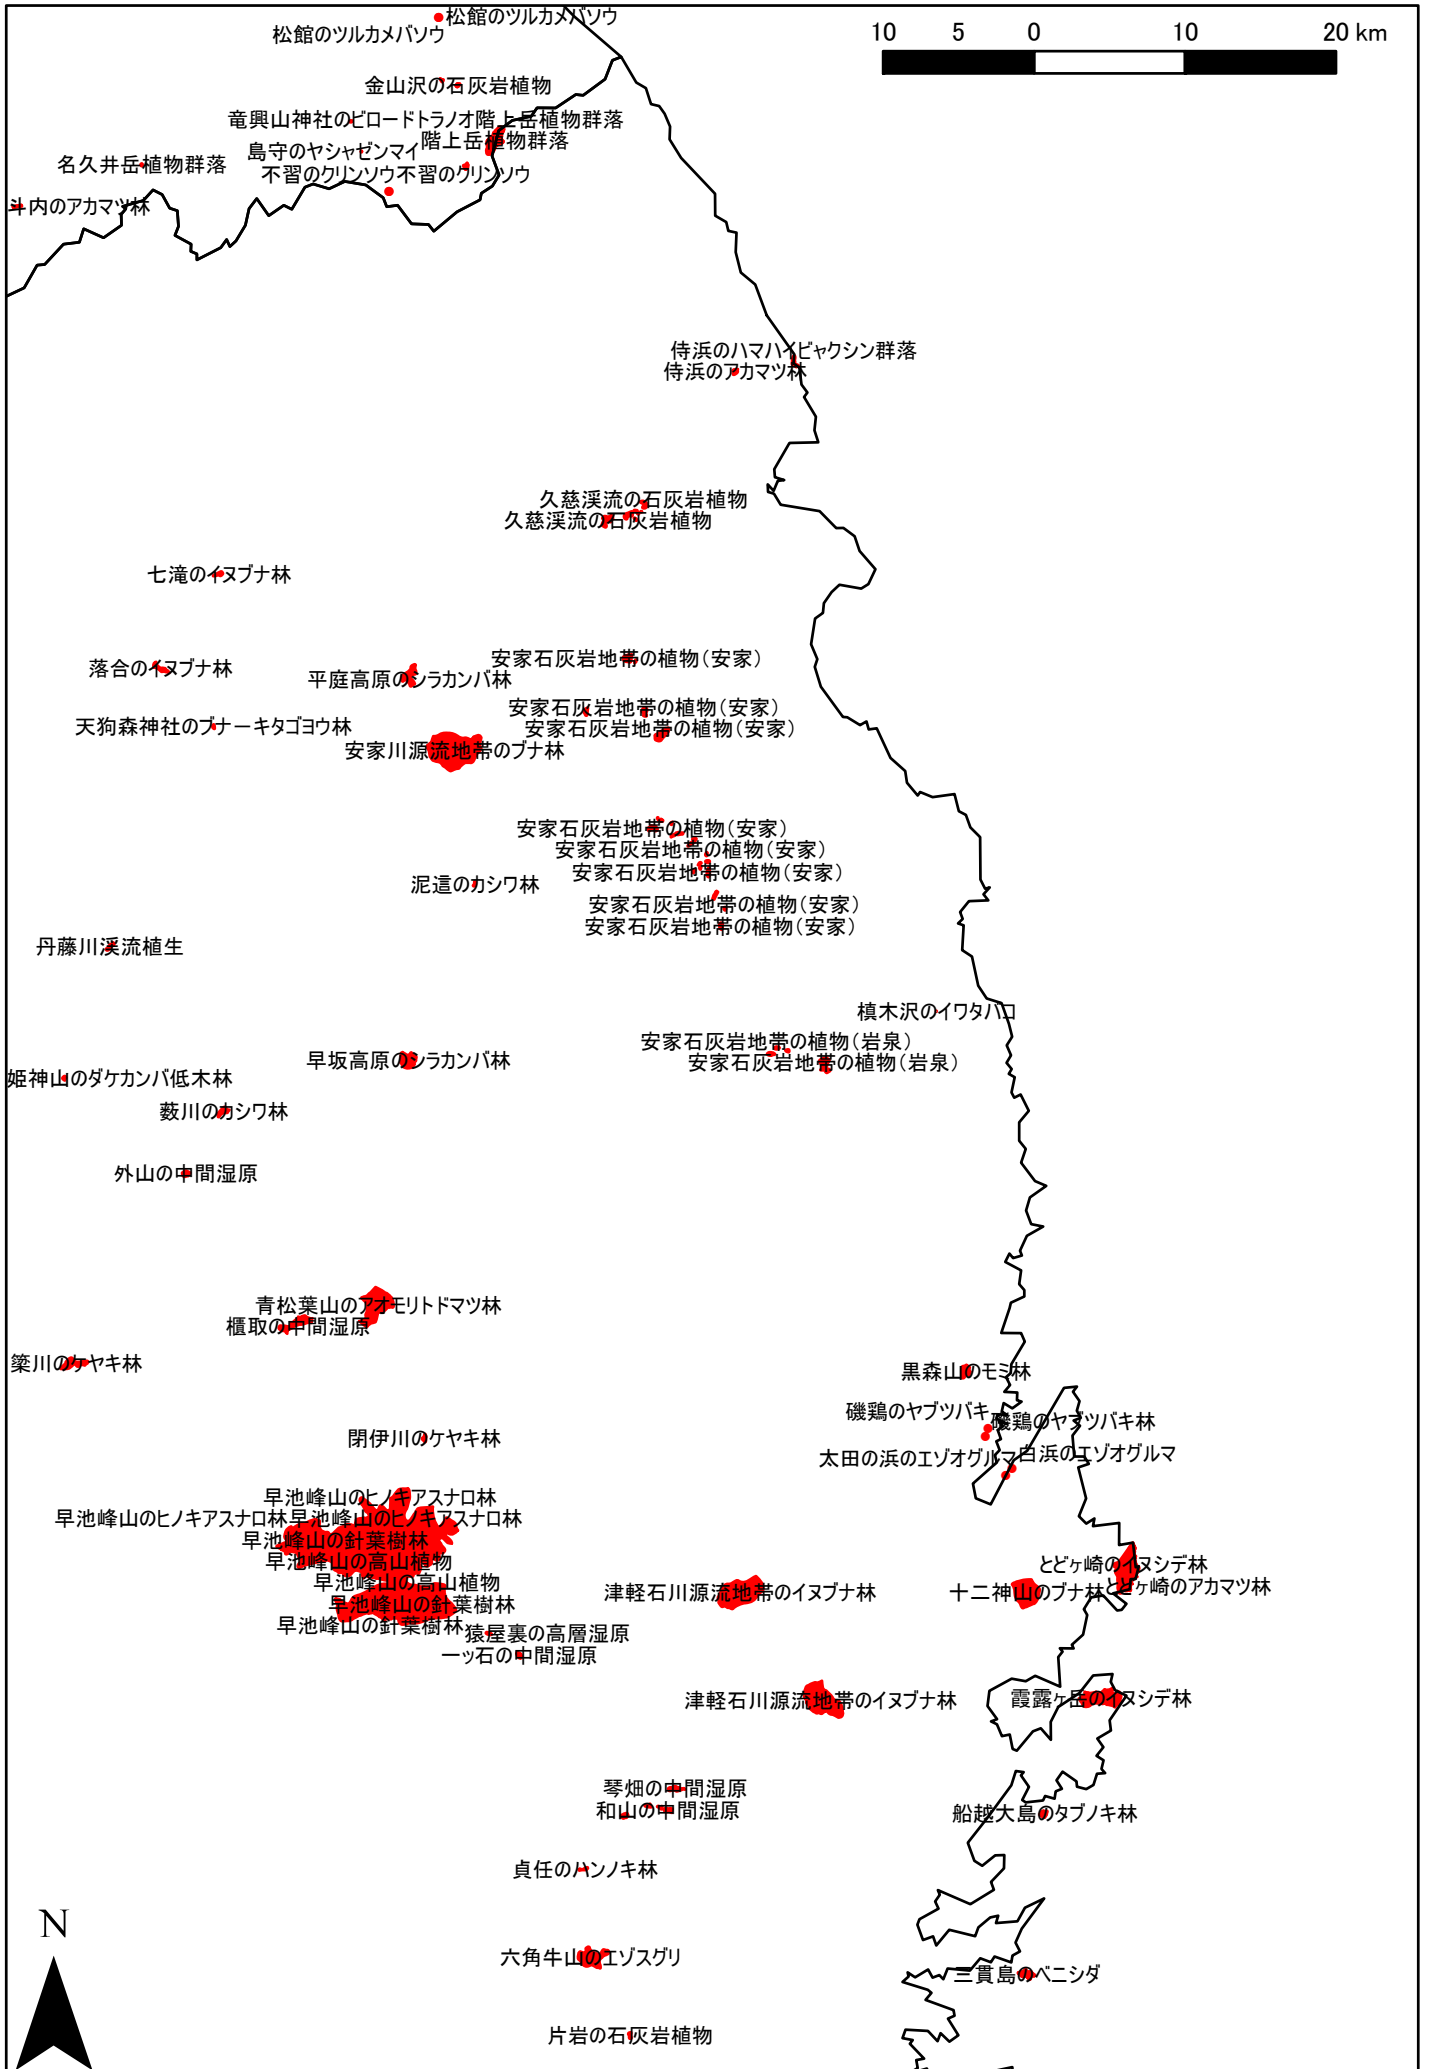 松館のツルカメバソウ
松館のツルカメバソウ
10 5 0 10 20 km
金山沢の石灰岩植物
竜興山神社のビロードトラノオ階上岳植物群落
階上岳植物群落
島守のヤシャゼンマイ
名久井岳植物群落
不習のクリンソウ不習のクリンソウ
斗内のアカマツ林
侍浜のハマハイビャクシン群落
侍浜のアカマツ林
久慈渓流の石灰岩植物
久慈渓流の石灰岩植物
七滝のイヌブナ林
安家石灰岩地帯の植物(安家)
落合のイヌブナ林
平庭高原のシラカンバ林
安家石灰岩地帯の植物(安家)
天狗森神社のブナーキタゴヨウ林
安家石灰岩地帯の植物(安家)
安家川源流地帯のブナ林
安家石灰岩地帯の植物(安家)
安家石灰岩地帯の植物(安家)
安家石灰岩地帯の植物(安家)
泥這のカシワ林
安家石灰岩地帯の植物(安家)
安家石灰岩地帯の植物(安家)
丹藤川渓流植生
槙木沢のイワタバコ
安家石灰岩地帯の植物(岩泉)
早坂高原のシラカンバ林
安家石灰岩地帯の植物(岩泉)
姫神山のダケカンバ低木林
薮川のカシワ林
外山の中間湿原
青松葉山のアオモリトドマツ林
櫃取の中間湿原
簗川のケヤキ林
黒森山のモミ林
磯鶏のヤブツバキ
磯鶏のヤブツバキ林
閉伊川のケヤキ林
太田の浜のエゾオグルマ
白浜のエゾオグルマ
早池峰山のヒノキアスナロ林
早池峰山のヒノキアスナロ林早池峰山のヒノキアスナロ林
早池峰山の針葉樹林
早池峰山の高山植物
とどヶ崎のイヌシデ林
早池峰山の高山植物
とどヶ崎のアカマツ林
津軽石川源流地帯のイヌブナ林
十二神山のブナ林
早池峰山の針葉樹林
早池峰山の針葉樹林
猿屋裏の高層湿原
一ッ石の中間湿原
津軽石川源流地帯のイヌブナ林
霞露ヶ岳のイヌシデ林
琴畑の中間湿原
和山の中間湿原
船越大島のタブノキ林
貞任のハンノキ林
N
六角牛山のエゾスグリ
三貫島のベニシダ
片岩の石灰岩植物